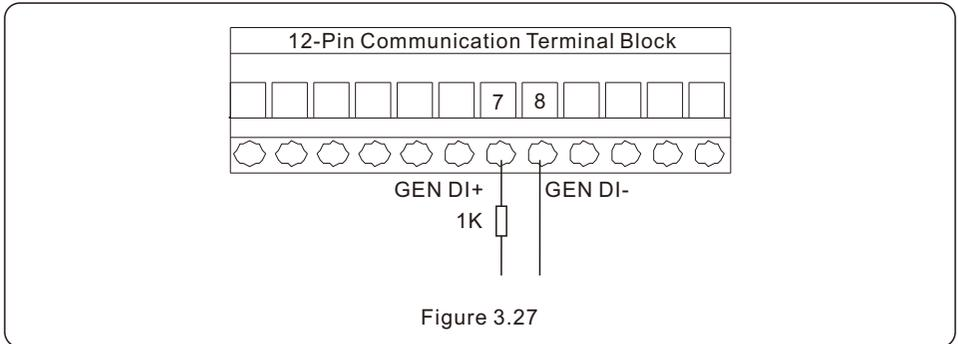 12-Pin Communication Terminal Block
7 8
GEN DI+ GEN DI-
1K
Figure 3.27